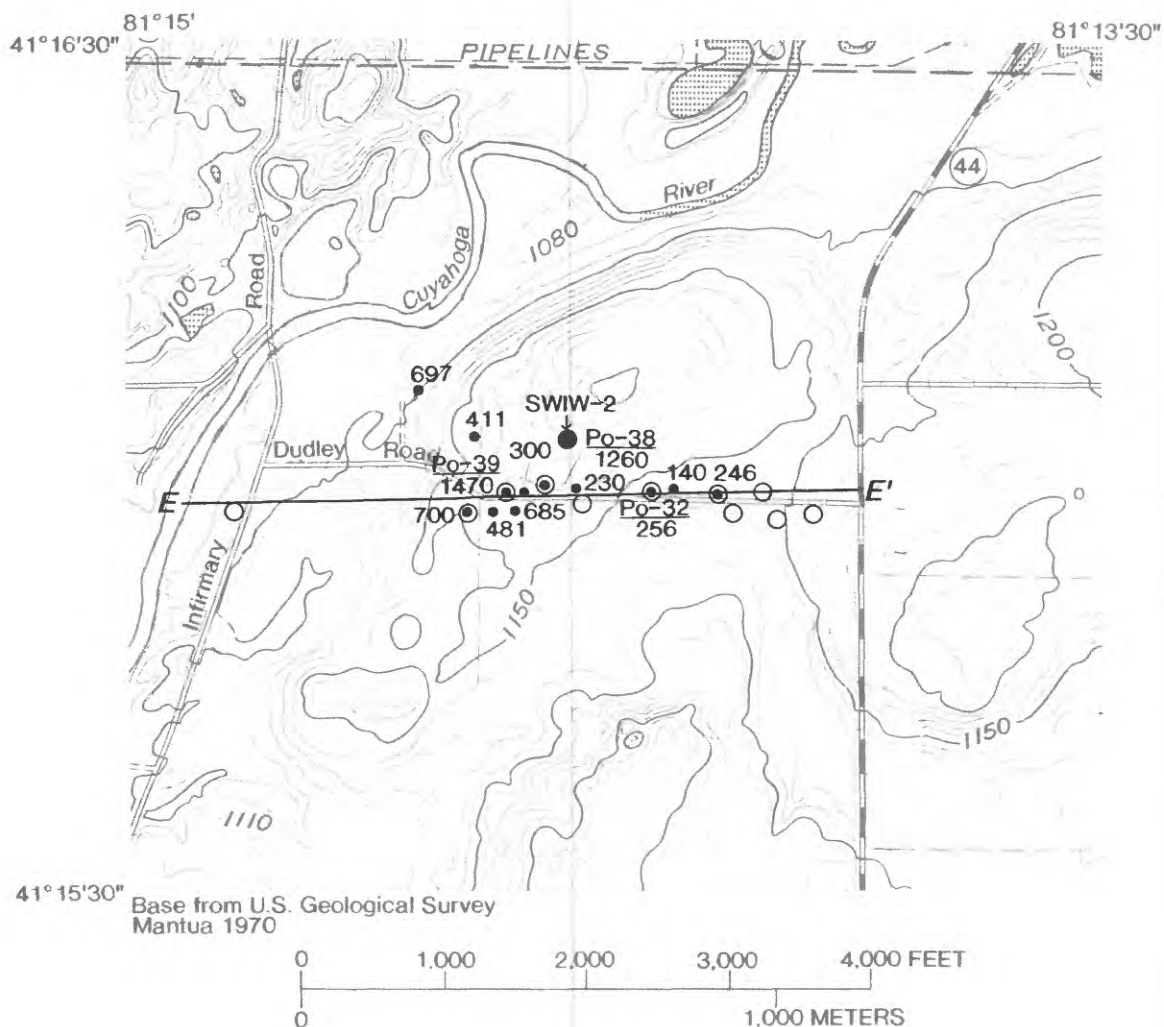 81°15'
81°13'30"
41°16'30"
PIPELINES
44
River
1080
Cuyahoga
Road
1100
1200
697
SWIW-2
411
300
Po-38
1260
Dudley Road
Po-39
1470
230
140
246
E
E'
700
481
685
Po-32
256
Infirmary
1150
1150
1110
41°15'30"
Base from U.S. Geological Survey
Mantua 1970
0 1,000 2,000 3,000 4,000 FEET
0 1,000 METERS